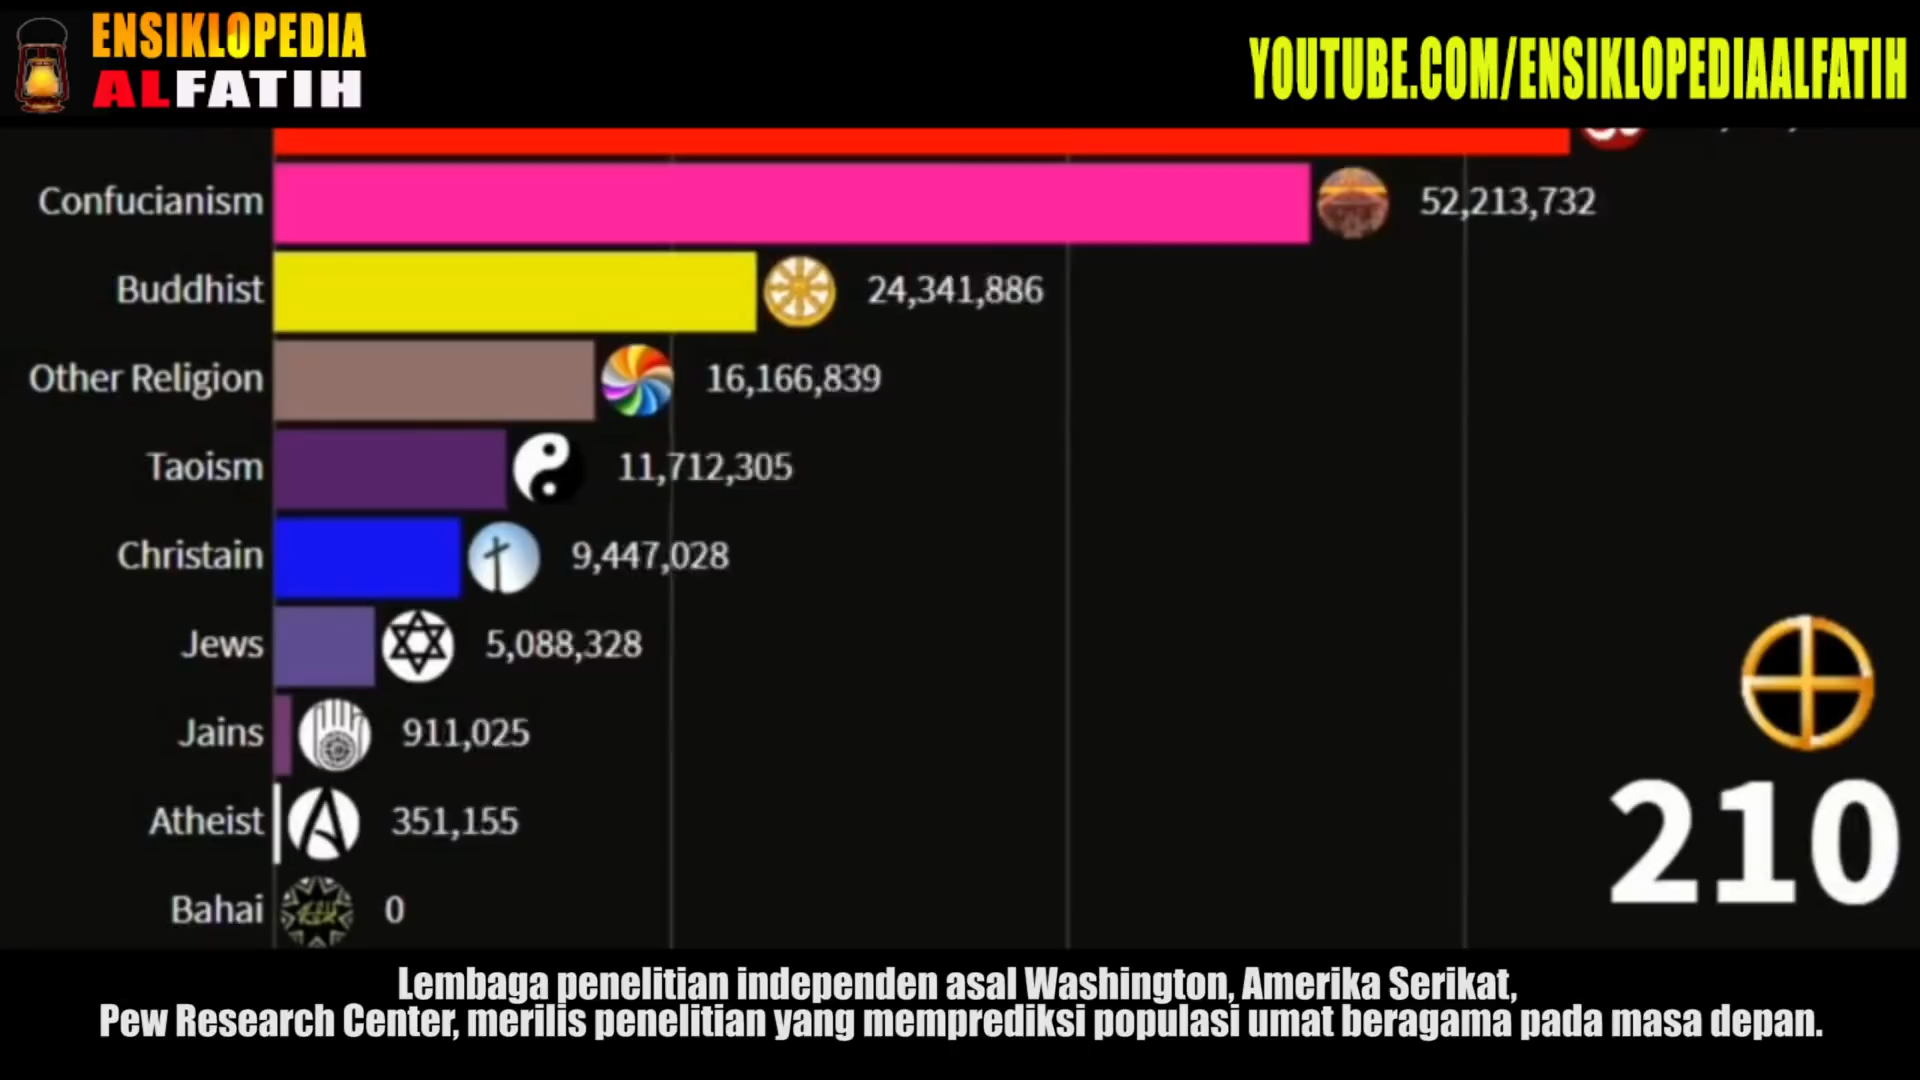 ENSIKLOPEDIA
ALFATIH
YOUTUBE.COM/ENSIKLOPEDIAALFATIH
Confucianism 52,213,732
Buddhist 24,341,886
Other Religion 16,166,839
Taoism 11,712,305
Christain 9,447,028
Jews 5,088,328
Jains 911,025
Atheist 351,155
Bahai 0
210
Lembaga penelitian independen asal Washington, Amerika Serikat,
Pew Research Center, merilis penelitian yang memprediksi populasi umat beragama pada masa depan.